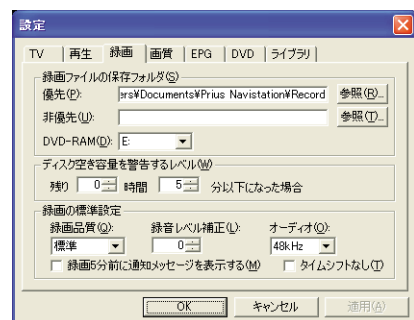 設定
TV 再生 録画 画質 EPG DVD ライブラリ
録画ファイルの保存フォルダ(S)
優先(P): ers¥Documents¥Prius Navistation¥Record 参照(R)...
非優先(U): 参照(T)...
DVD-RAM(D): E:
ディスク空き容量を警告するレベル(W)
残り 0 時間 5 分以下になった場合
録画の標準設定
録画品質(Q): 録音レベル補正(L): オーディオ(O):
標準 0 48kHz
録画5分前に通知メッセージを表示する(M) タイムシフトなし(T)
OK キャンセル 適用(A)